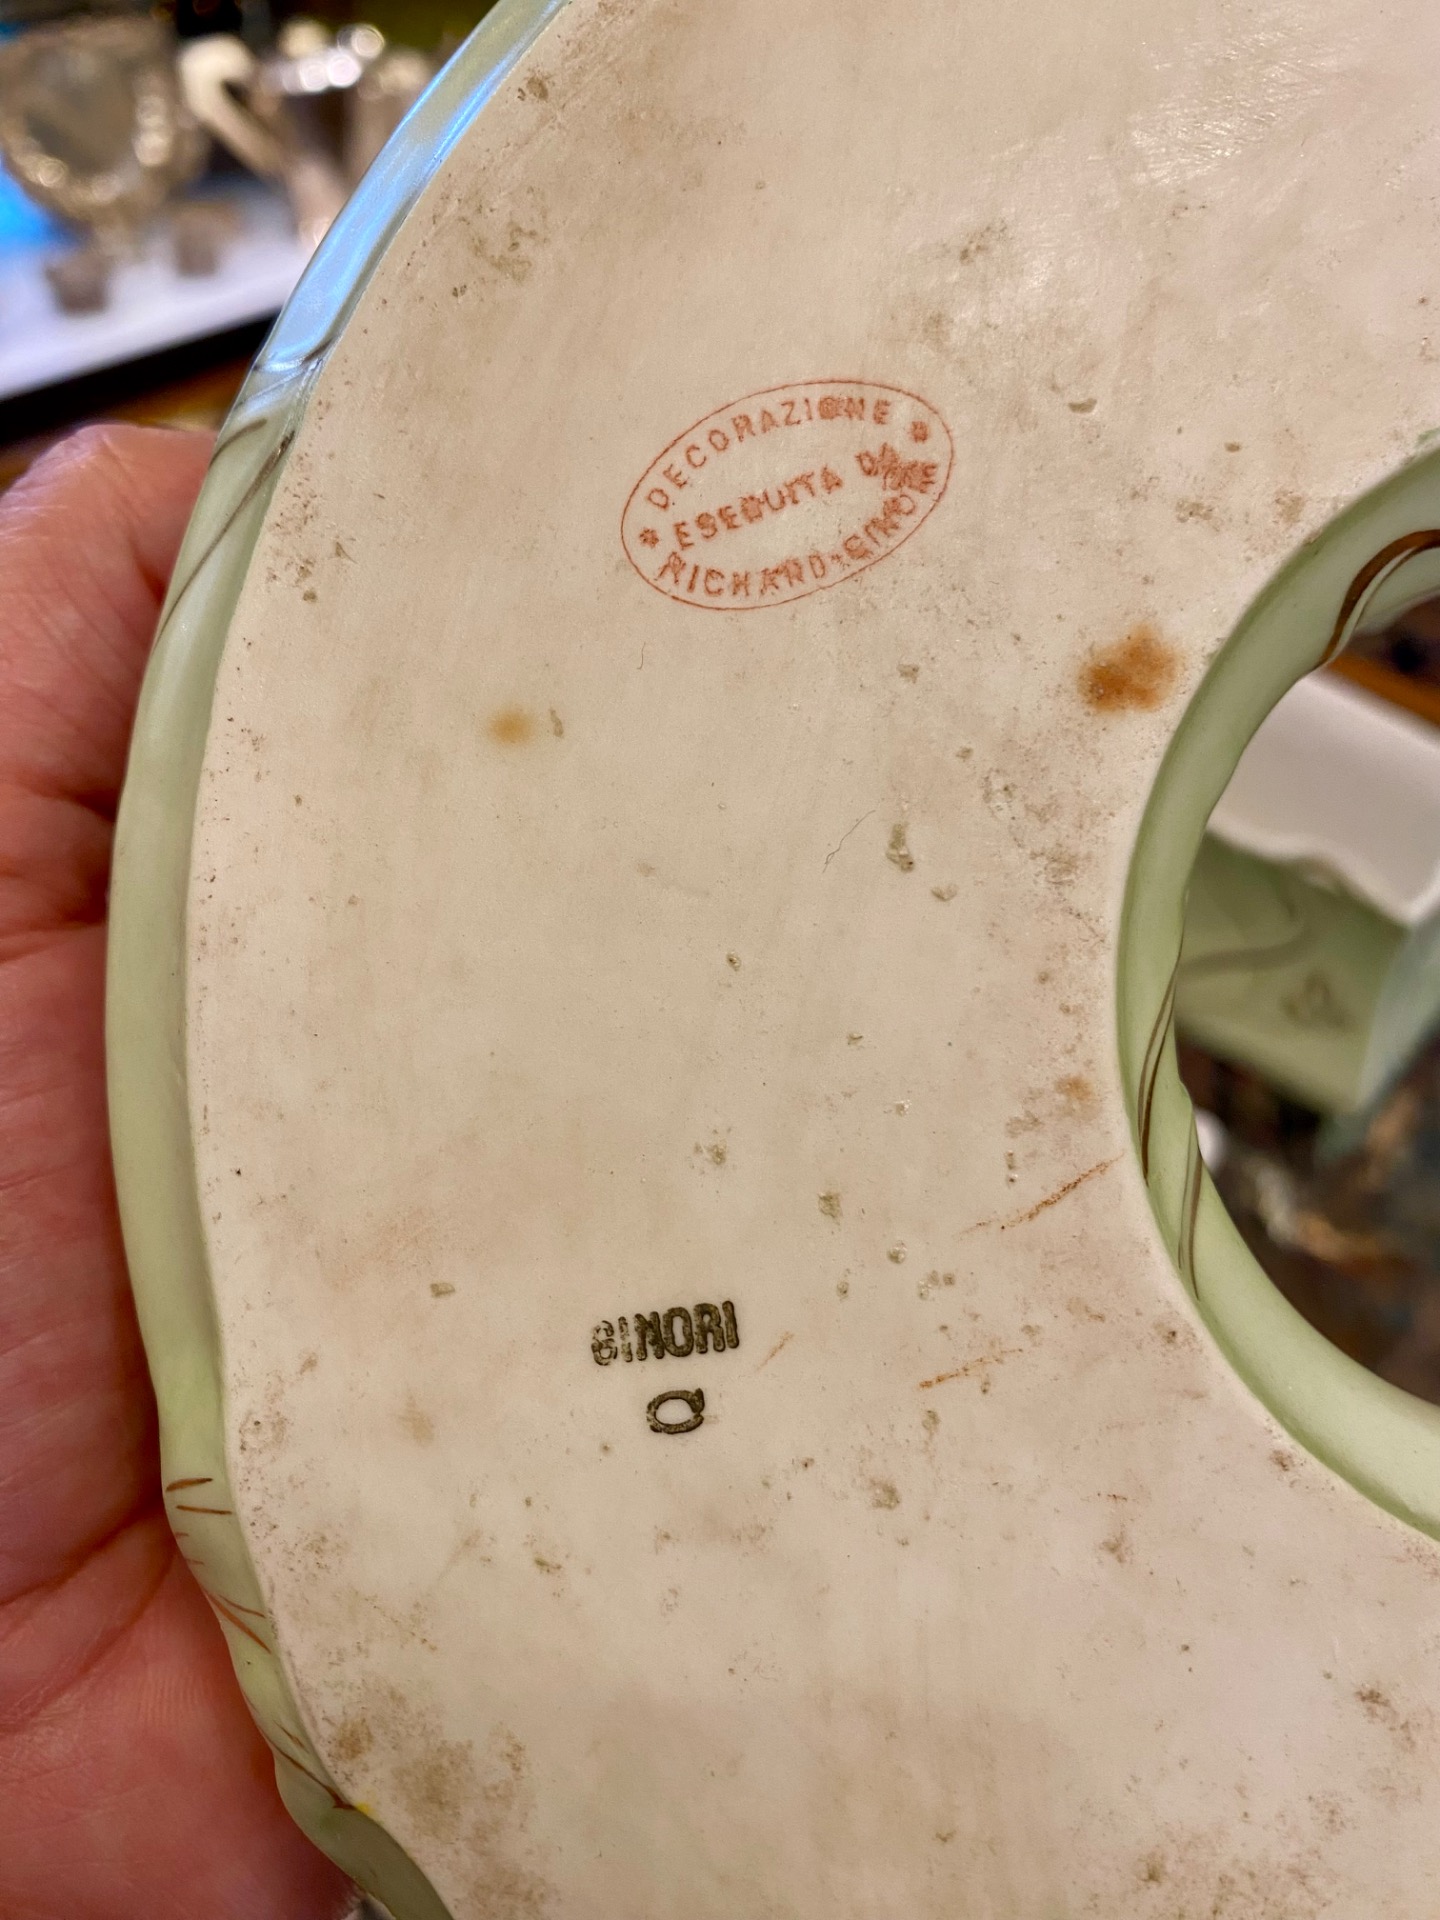 * DECORAZIONE *
ESEGUITA DA
RICHARD-GINORI
GINORI